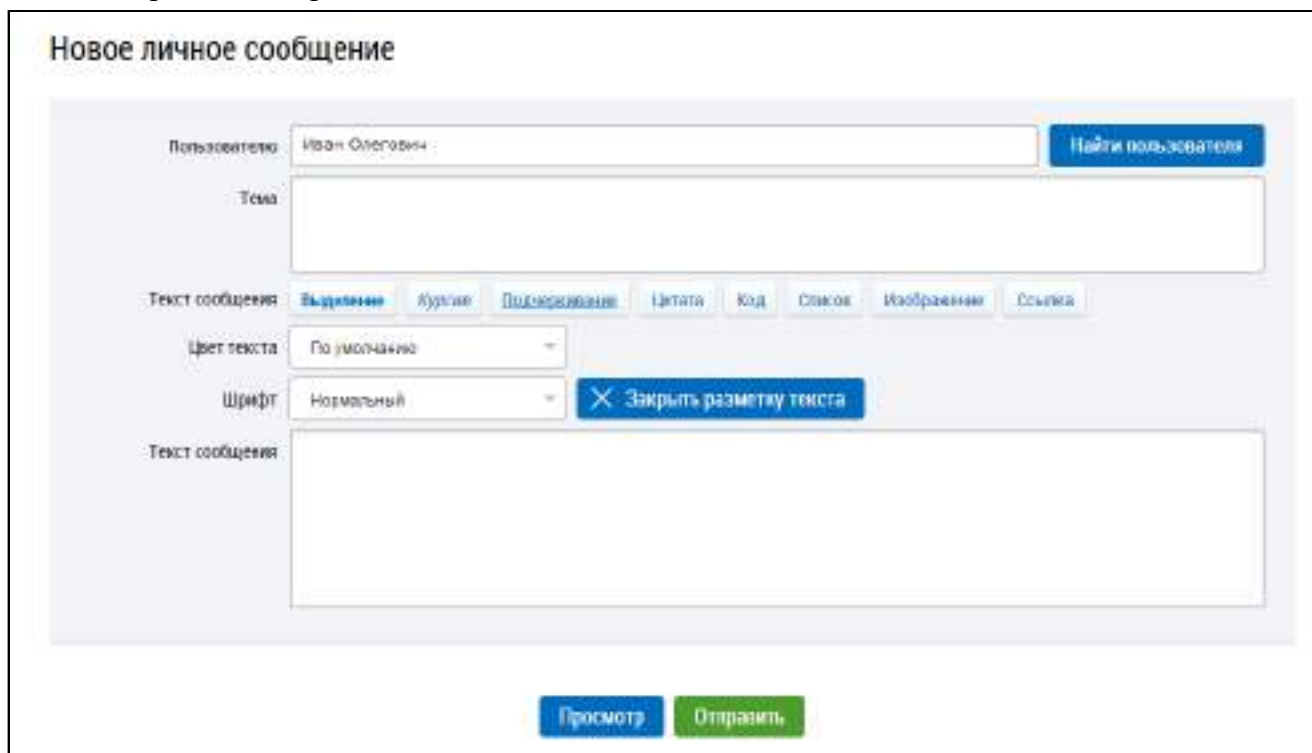 Новое личное сообщение
Пользователю Иван Олегович Найти пользователя
Тема
Текст сообщения Выделение Курсив Подчеркивание Цитата Код Список Изображение Ссылка
Цвет текста По умолчанию
Шрифт Нормальный Закрыть разметку текста
Текст сообщения
Просмотр Отправить